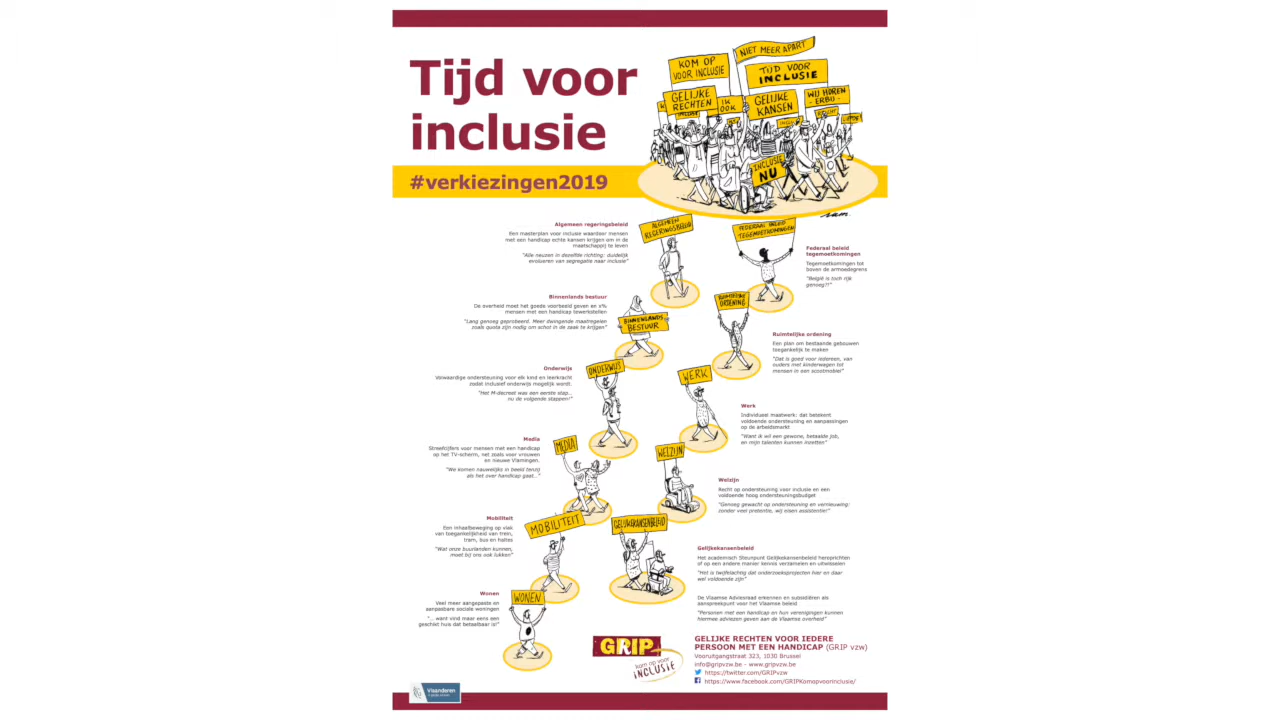 Tijd voor
inclusie
#verkiezingen2019
NIET MEER APART
KOM OP
VOOR INCLUSIE
TIJD VOOR
INCLUSIE
GELIJKE
RECHTEN
IK
OOK
GELIJKE
KANSEN
WIJ HOREN
ERBIJ
INCLUSIE
NU
Algemeen regeringsbeleid
Een masterplan voor inclusie waardoor mensen
met een handicap echte kansen krijgen om in de
maatschappij te leven
"Alle neuzen in dezelfde richting: duidelijk
evolueren van segregatie naar inclusie"
ALGEMEEN
REGERINGSBELEID
FEDERAAL BELEID
TEGEMOETKOMINGEN
Federaal beleid
tegemoetkomingen
Tegemoetkomingen tot
boven de armoedegrens
"België is toch rijk
genoeg?!"
Binnenlands bestuur
De overheid moet het goede voorbeeld geven en x%
mensen met een handicap tewerkstellen
"Lang genoeg geprobeerd. Meer dwingende maatregelen
zoals quota zijn nodig om schot in de zaak te krijgen"
BINNENLANDS
BESTUUR
RUIMTELIJKE
ORDENING
Ruimtelijke ordening
Een plan om bestaande gebouwen
toegankelijk te maken
"Dat is goed voor iedereen, van
ouders met kinderwagen tot
mensen in een scootmobiel"
Onderwijs
Volwaardige ondersteuning voor elk kind en leerkracht
zodat inclusief onderwijs mogelijk wordt.
"Het M-decreet was een eerste stap…
nu de volgende stappen!"
ONDERWIJS
WERK
Werk
Individueel maatwerk: dat betekent
voldoende ondersteuning en aanpassingen
op de arbeidsmarkt
"Want ik wil een gewone, betaalde job,
en mijn talenten kunnen inzetten"
Media
Streefcijfers voor mensen met een handicap
op het TV-scherm, net zoals voor vrouwen
en nieuwe Vlamingen.
"We komen nauwelijks in beeld tenzij
als het over handicap gaat…"
MEDIA
WELZIJN
Welzijn
Recht op ondersteuning voor inclusie en een
voldoende hoog ondersteuningsbudget
"Genoeg gewacht op ondersteuning en vernieuwing:
zonder veel pretentie, wij eisen assistentie!"
Mobiliteit
Een inhaalbeweging op vlak
van toegankelijkheid van trein,
tram, bus en haltes
"Wat onze buurlanden kunnen,
moet bij ons ook lukken"
MOBILITEIT
GELIJKEKANSENBELEID
Gelijkekansenbeleid
Het academisch Steunpunt Gelijkekansenbeleid heroprichten
of op een andere manier kennis verzamelen en uitwisselen
"Het is twijfelachtig dat onderzoeksprojecten hier en daar
wel voldoende zijn"
De Vlaamse Adviesraad erkennen en subsidiëren als
aanspreekpunt voor het Vlaamse beleid
"Personen met een handicap en hun verenigingen kunnen
hiermee adviezen geven aan de Vlaamse overheid"
Wonen
Veel meer aangepaste en
aanpasbare sociale woningen
"… want vind maar eens een
geschikt huis dat betaalbaar is!"
WONEN
GRIP
kom op voor
INCLUSIE
GELIJKE RECHTEN VOOR IEDERE
PERSOON MET EEN HANDICAP (GRIP vzw)
Vooruitgangstraat 323, 1030 Brussel
info@gripvzw.be - www.gripvzw.be
https://twitter.com/GRIPvzw
https://www.facebook.com/GRIPKomopvoorinclusie/
Vlaanderen